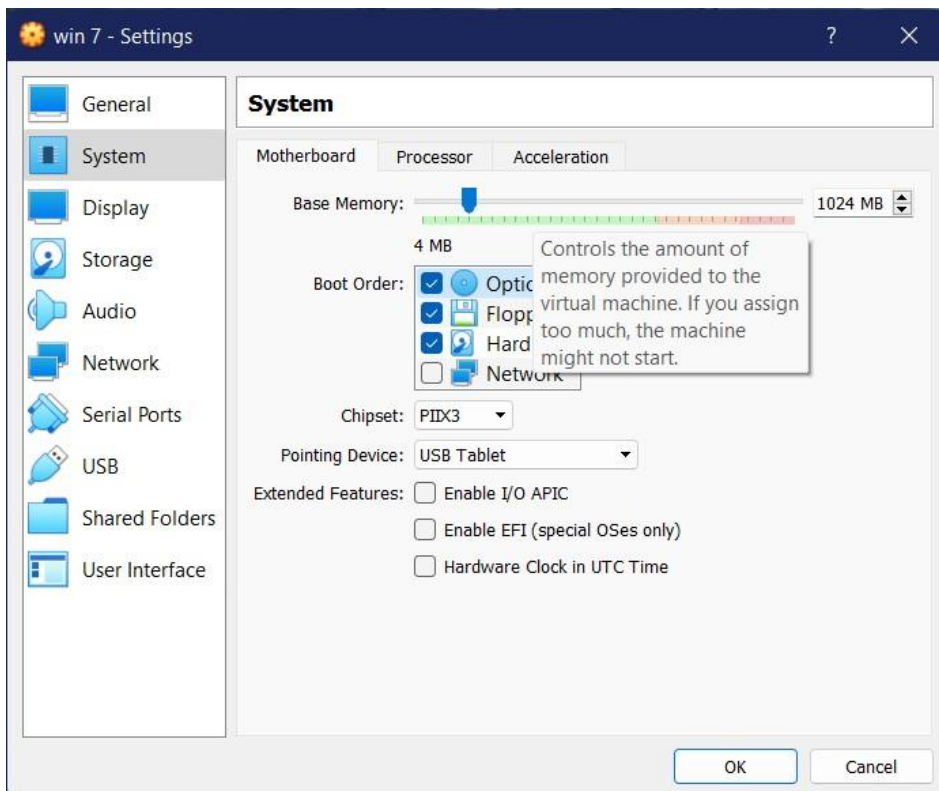 win 7 - Settings
?
General
System
Display
Storage
Audio
Network
Serial Ports
USB
Shared Folders
User Interface
System
Motherboard
Processor
Acceleration
Base Memory:
1024 MB
4 MB
Controls the amount of
memory provided to the
virtual machine. If you assign
too much, the machine
might not start.
Boot Order:
Optic
Flopp
Hard
Network
Chipset: PIIX3
Pointing Device: USB Tablet
Extended Features: Enable I/O APIC
Enable EFI (special OSes only)
Hardware Clock in UTC Time
OK
Cancel